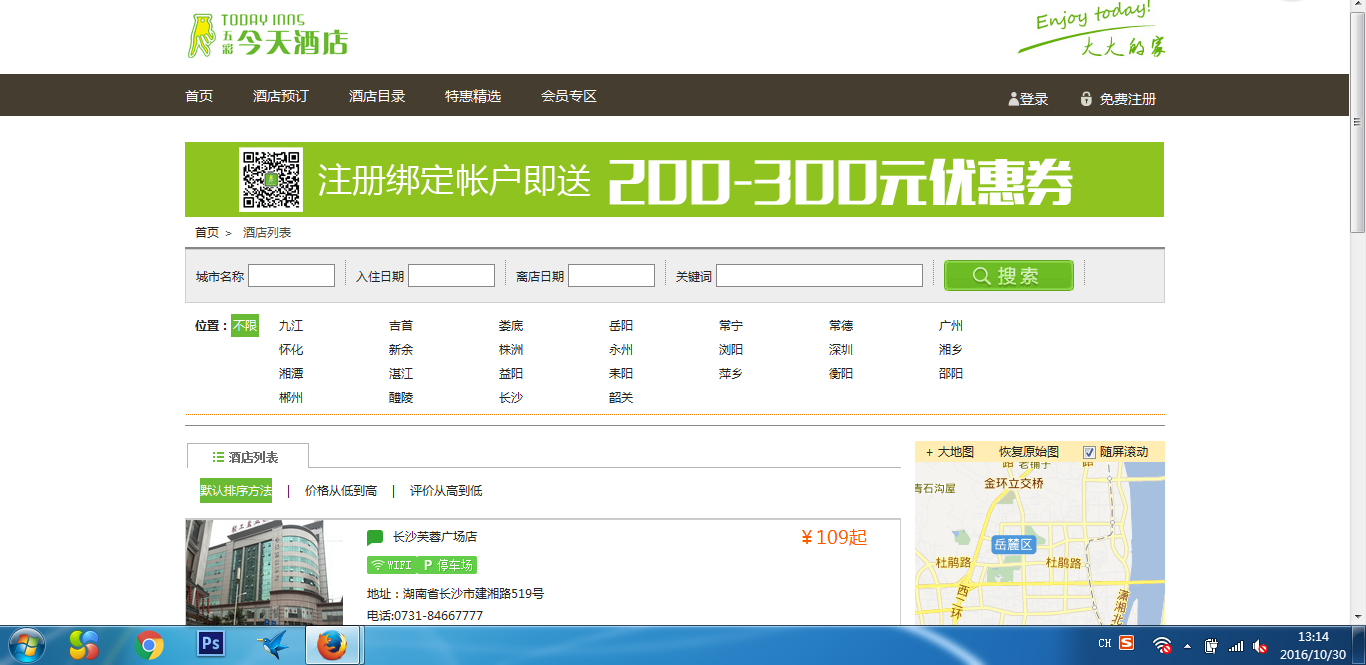 TODAY INNS
五彩 今天酒店
Enjoy today!
大大的家
首页 酒店预订 酒店目录 特惠精选 会员专区 登录 免费注册
注册绑定帐户即送 200-300元优惠券
首页 > 酒店列表
城市名称 入住日期 离店日期 关键词 搜索
位置：不限 九江 吉首 娄底 岳阳 常宁 常德 广州
怀化 新余 株洲 永州 浏阳 深圳 湘乡
湘潭 湛江 益阳 耒阳 萍乡 衡阳 邵阳
郴州 醴陵 长沙 韶关
酒店列表
默认排序方法 | 价格从低到高 | 评价从高到低
长沙芙蓉广场店 ¥109起
WIFI P 停车场
地址：湖南省长沙市建湘路519号
电话:0731-84667777
+ 大地图 恢复原始图 随屏滚动
老铺子
金环立交桥
青石沟屋
岳麓区
杜鹃路 杜鹃路
西二环
潇湘北
Ps
CH S
13:14
2016/10/30